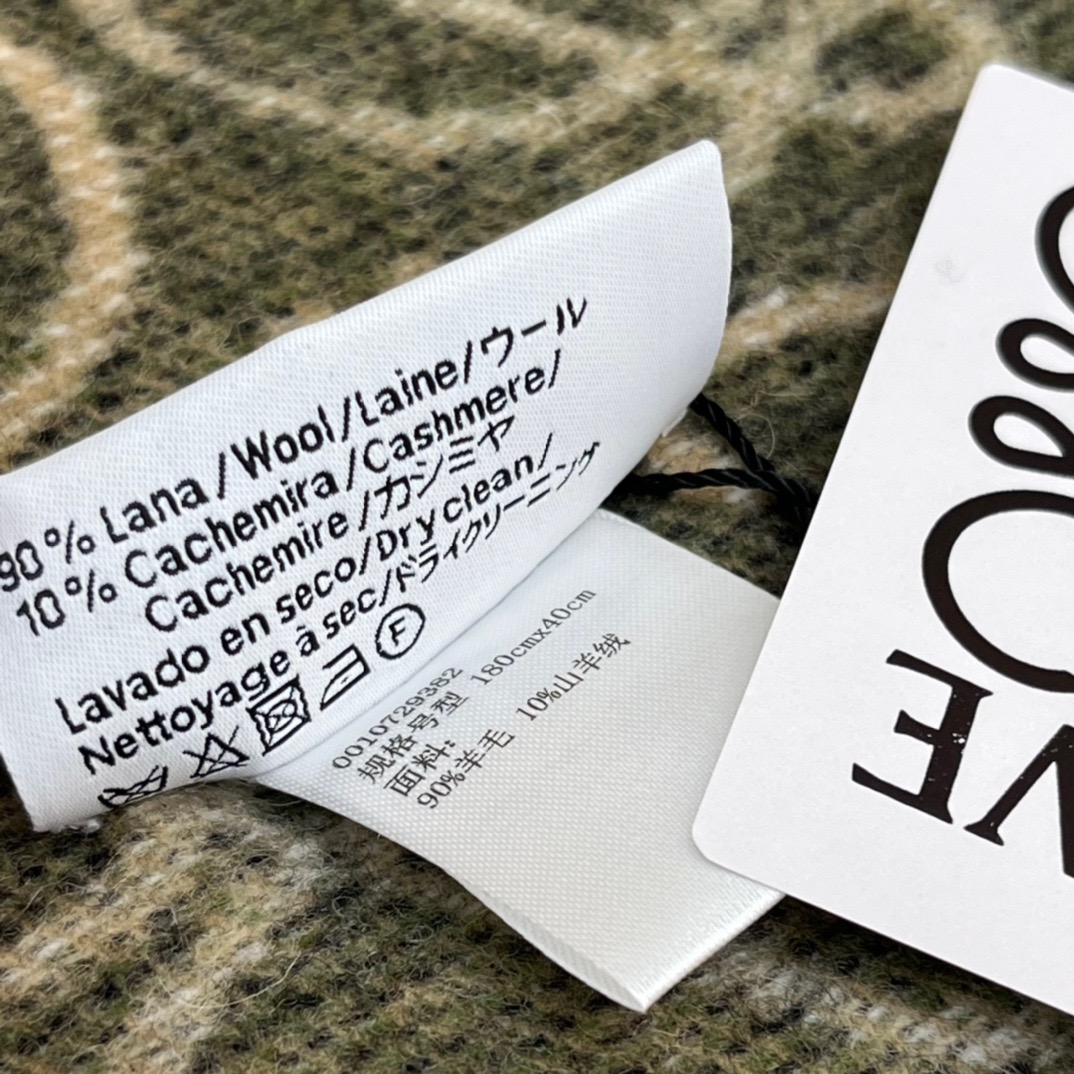 90% Lana/Wool/Laine/ウール
10% Cachemira/Cashmere/
Cachemire/カシミヤ
Lavado en seco/Dry clean/
Nettoyage à sec/ドライクリーニング
F
0010729382
规格号型 180cmx40cm
面料:
90%羊毛 10%山羊绒